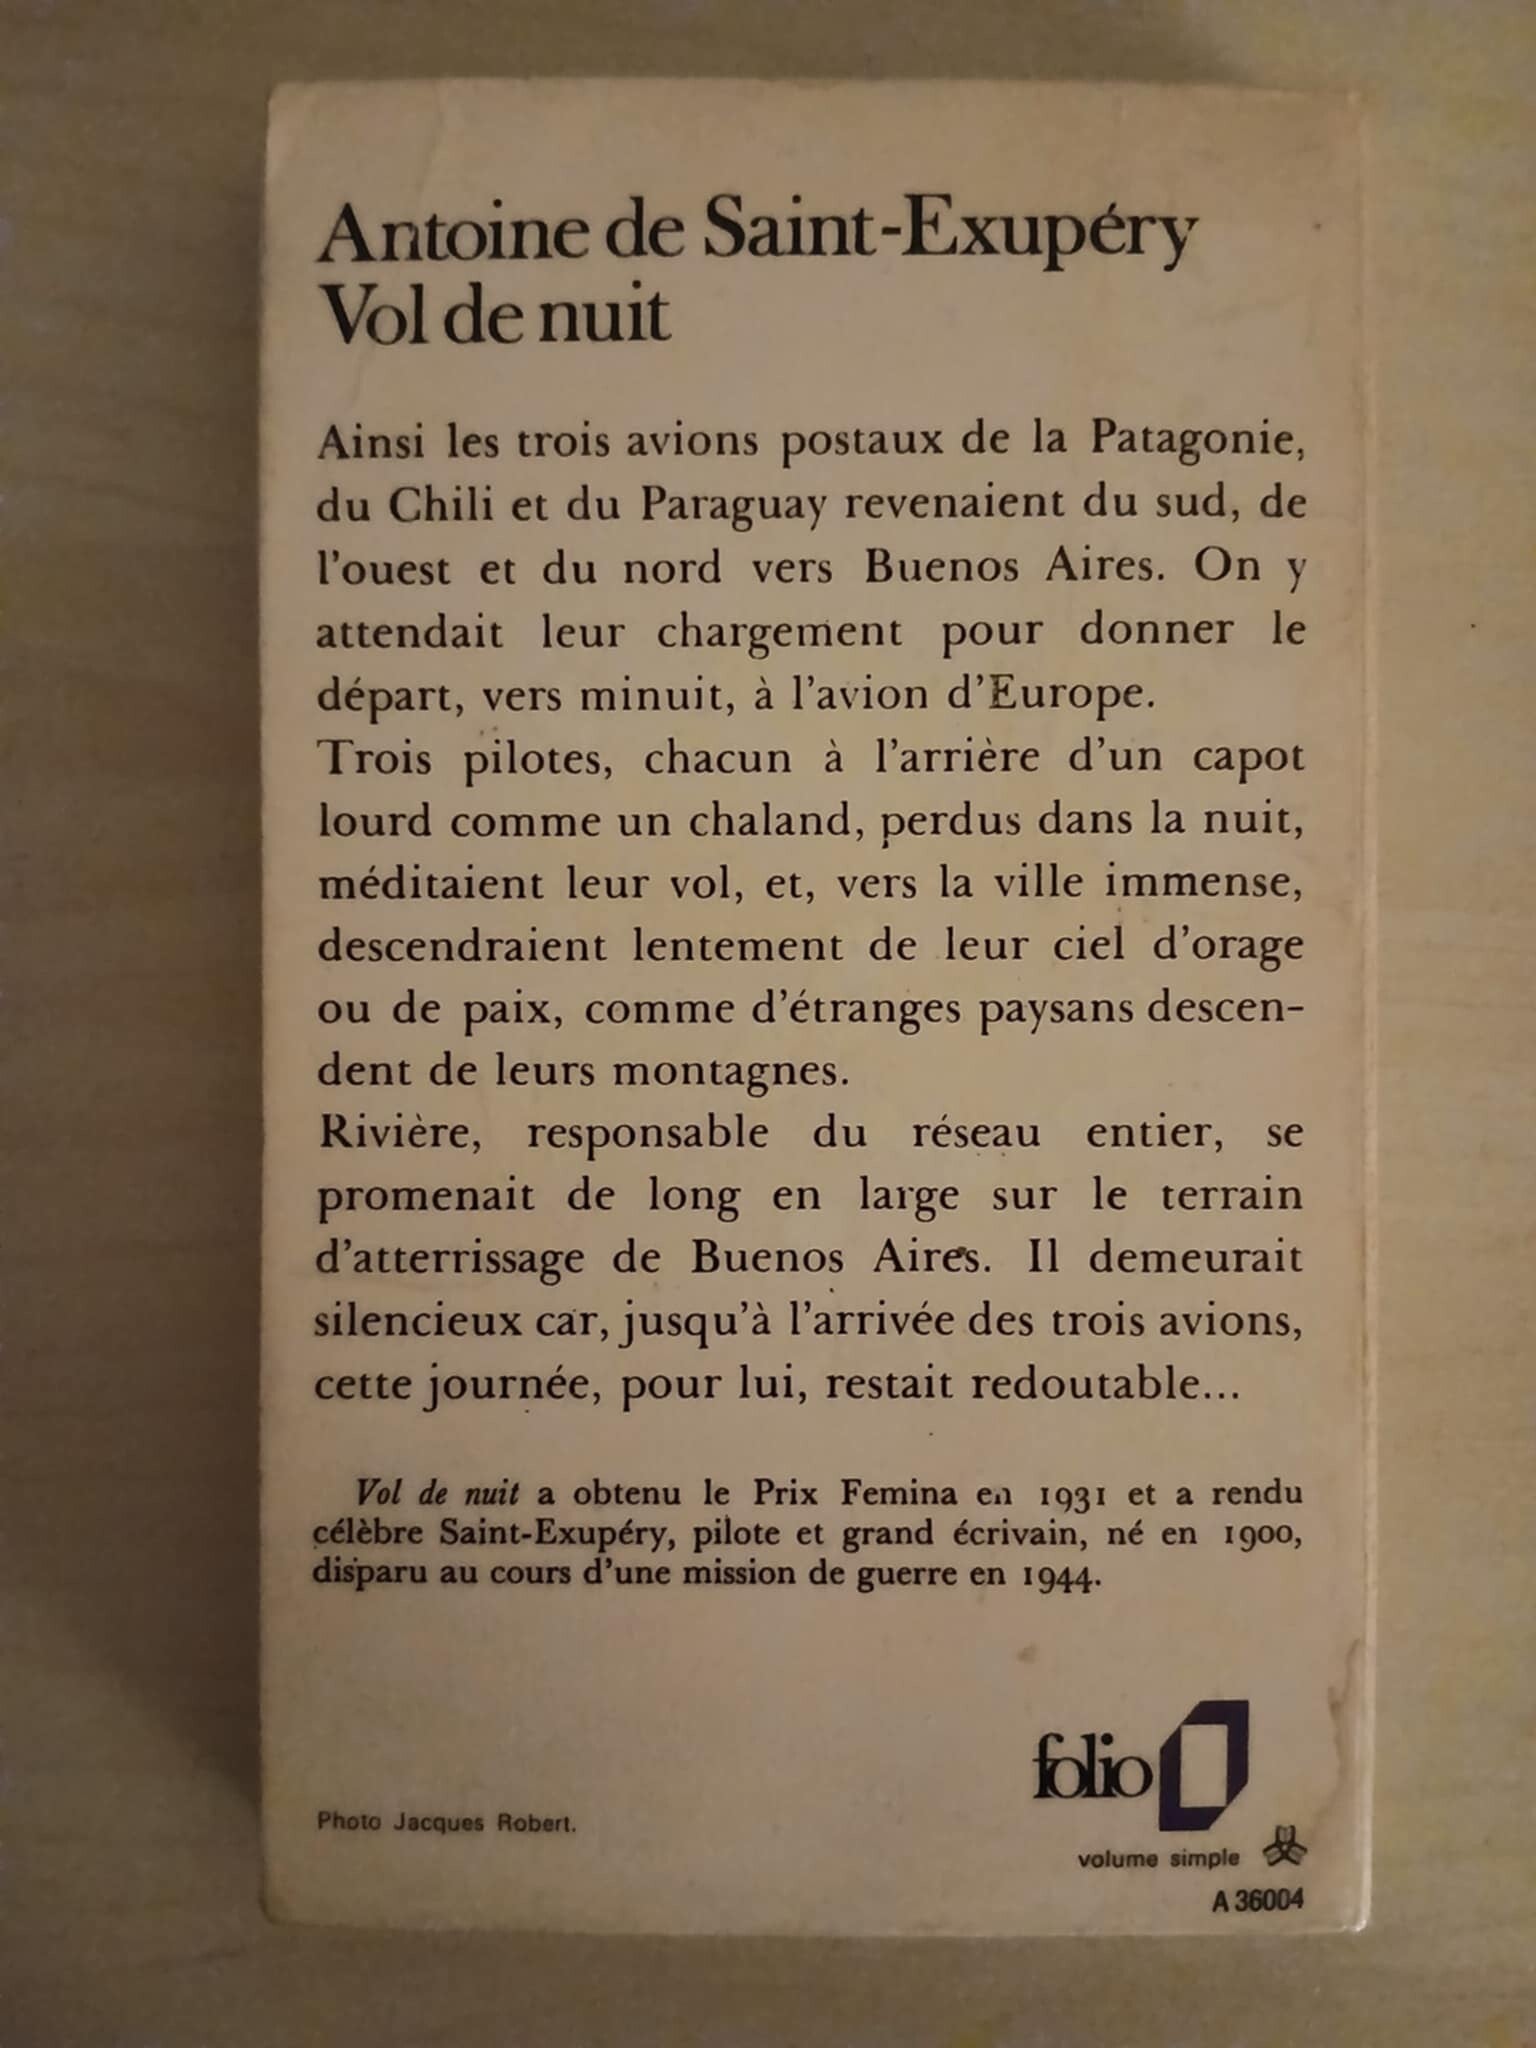 Antoine de Saint-Exupéry
Vol de nuit
Ainsi les trois avions postaux de la Patagonie,
du Chili et du Paraguay revenaient du sud, de
l'ouest et du nord vers Buenos Aires. On y
attendait leur chargement pour donner le
départ, vers minuit, à l'avion d'Europe.
Trois pilotes, chacun à l'arrière d'un capot
lourd comme un chaland, perdus dans la nuit,
méditaient leur vol, et, vers la ville immense,
descendraient lentement de leur ciel d'orage
ou de paix, comme d'étranges paysans descen-
dent de leurs montagnes.
Rivière, responsable du réseau entier, se
promenait de long en large sur le terrain
d'atterrissage de Buenos Aires. Il demeurait
silencieux car, jusqu'à l'arrivée des trois avions,
cette journée, pour lui, restait redoutable...
Vol de nuit a obtenu le Prix Femina en 1931 et a rendu
célèbre Saint-Exupéry, pilote et grand écrivain, né en 1900,
disparu au cours d'une mission de guerre en 1944.
folio
Photo Jacques Robert.
volume simple
A 36004